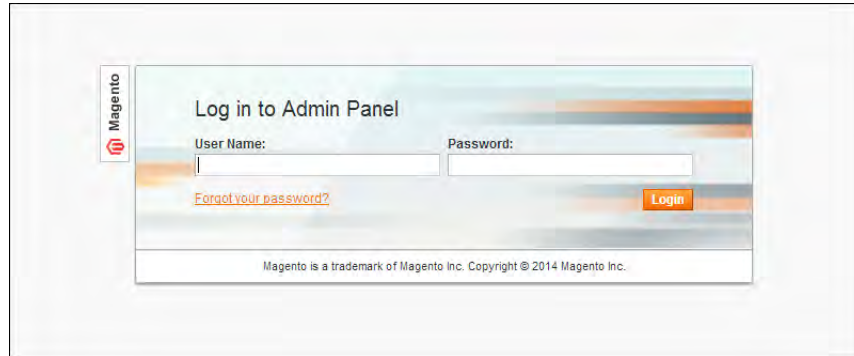 Magento
Log in to Admin Panel
User Name:
Password:
Forgot your password?
Login
Magento is a trademark of Magento Inc. Copyright © 2014 Magento Inc.